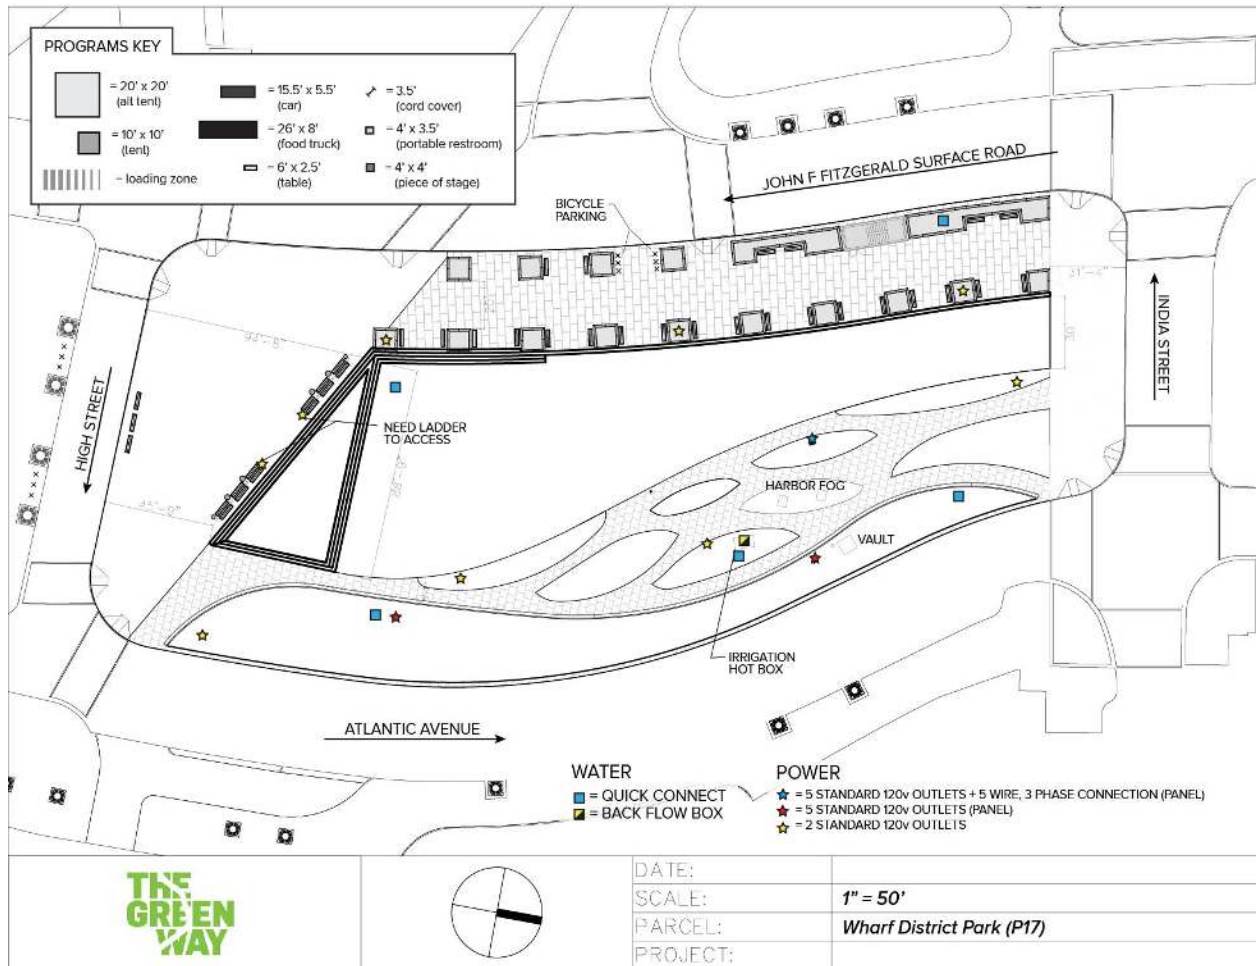 PROGRAMS KEY
= 20' x 20'
(alt tent)
= 15.5' x 5.5'
(car)
= 3.5'
(cord cover)
= 10' x 10'
(tent)
= 26' x 8'
(food truck)
= 4' x 3.5'
(portable restroom)
= loading zone
= 6' x 2.5'
(table)
= 4' x 4'
(piece of stage)
JOHN F FITZGERALD SURFACE ROAD
BICYCLE
PARKING
INDIA STREET
HIGH STREET
NEED LADDER
TO ACCESS
HARBOR FOG
VAULT
IRRIGATION
HOT BOX
ATLANTIC AVENUE
WATER
= QUICK CONNECT
= BACK FLOW BOX
POWER
= 5 STANDARD 120v OUTLETS + 5 WIRE, 3 PHASE CONNECTION (PANEL)
= 5 STANDARD 120v OUTLETS (PANEL)
= 2 STANDARD 120v OUTLETS
THE
GREEN
WAY
DATE:
SCALE: 1" = 50'
PARCEL: Wharf District Park (P17)
PROJECT: